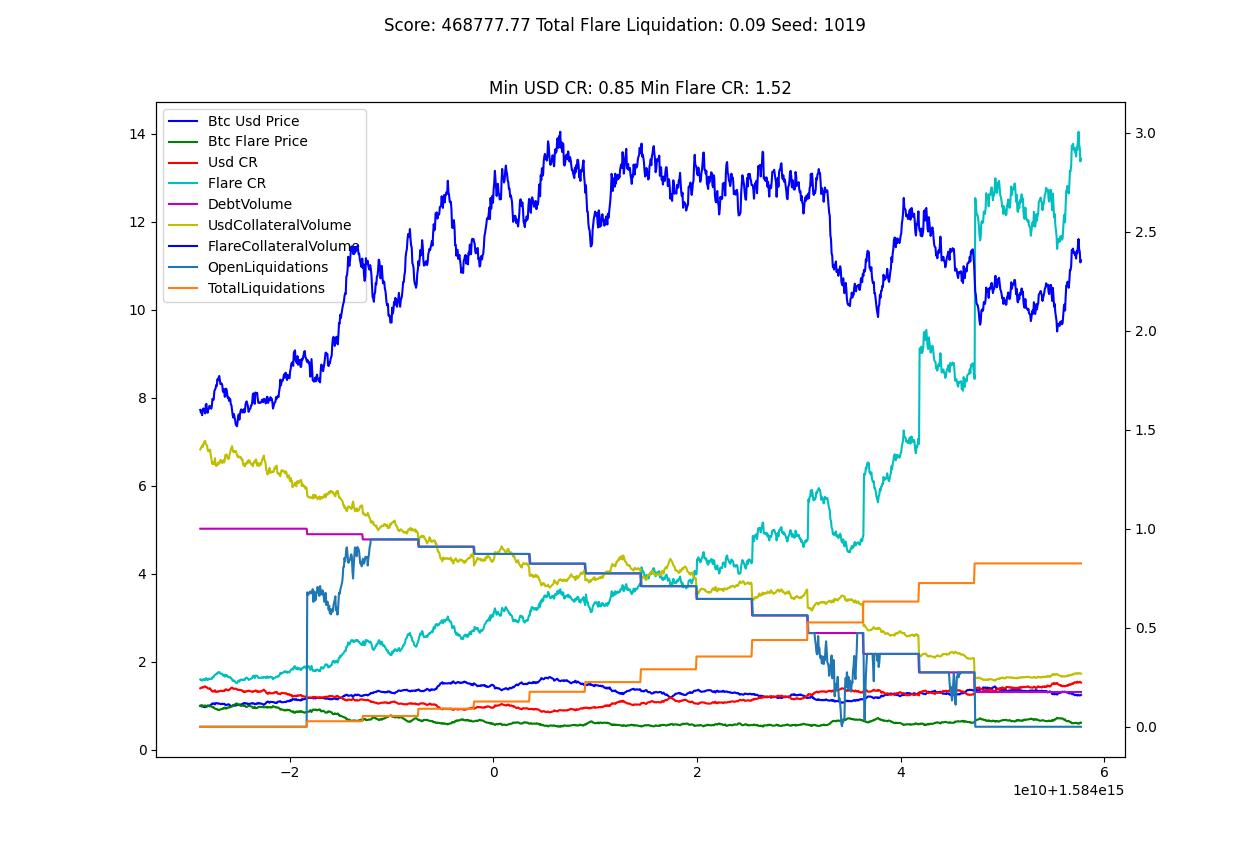 Score: 468777.77 Total Flare Liquidation: 0.09 Seed: 1019
Min USD CR: 0.85 Min Flare CR: 1.52
Btc Usd Price
Btc Flare Price
Usd CR
Flare CR
DebtVolume
UsdCollateralVolume
FlareCollateralVolume
OpenLiquidations
TotalLiquidations
14
12
10
8
6
4
2
0
3.0
2.5
2.0
1.5
1.0
0.5
0.0
−2 0 2 4 6
1e10+1.584e15